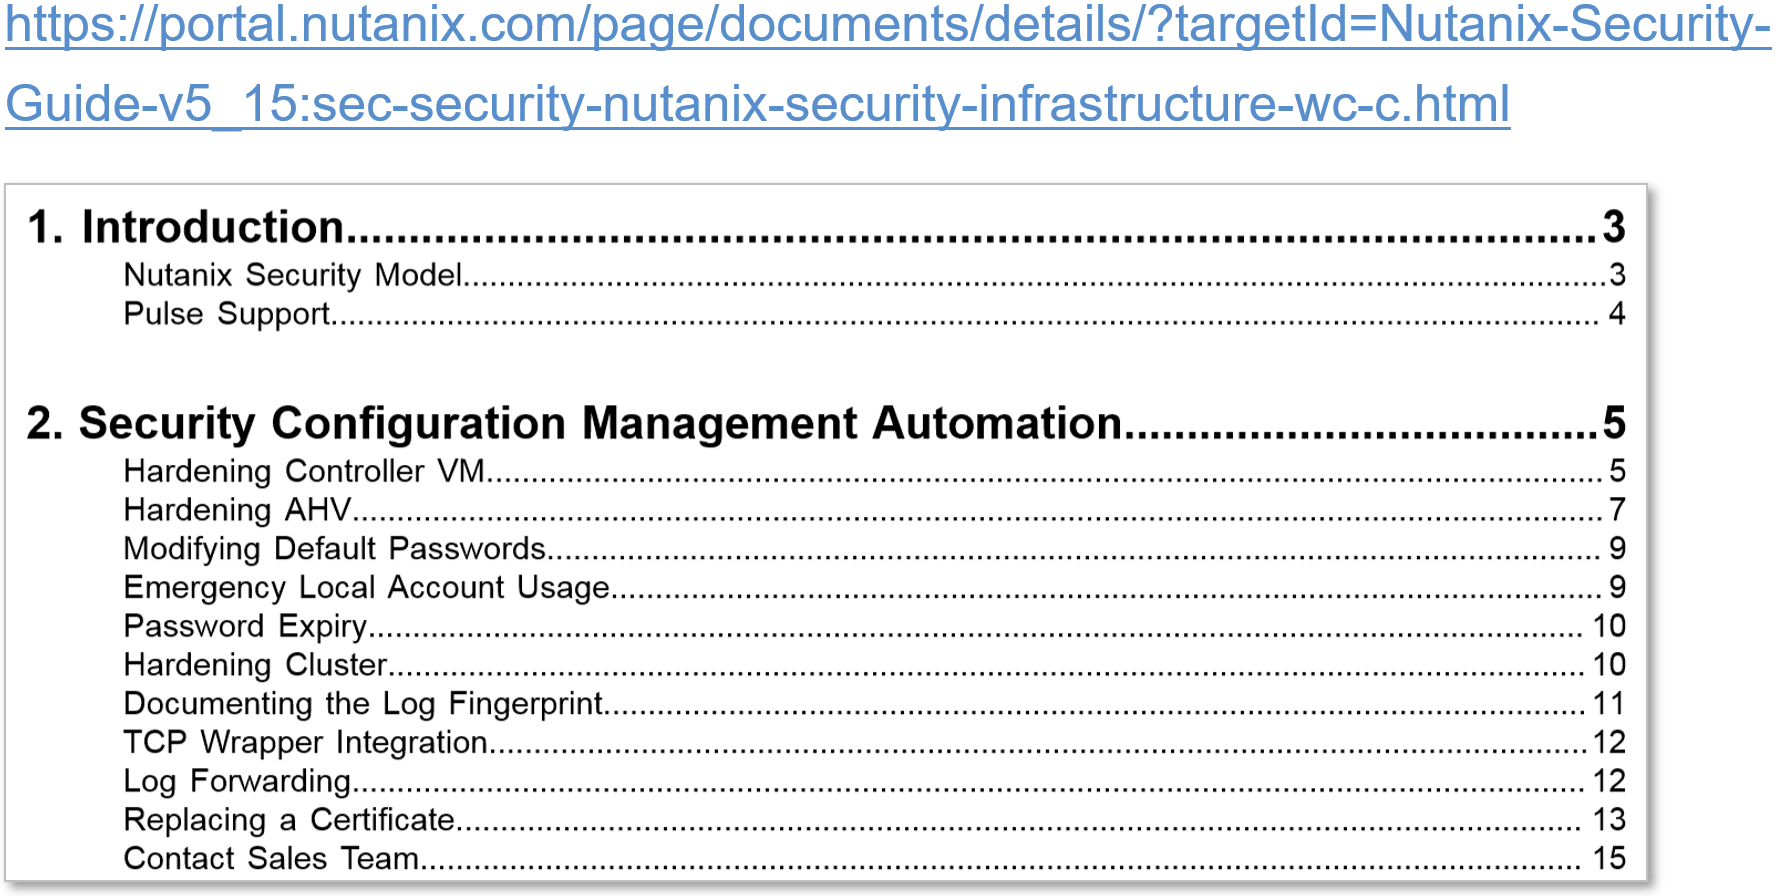 https://portal.nutanix.com/page/documents/details/?targetId=Nutanix-Security-
Guide-v5_15:sec-security-nutanix-security-infrastructure-wc-c.html
1. Introduction....................................................................................................3
Nutanix Security Model....................................................................................................3
Pulse Support.................................................................................................... 4
2. Security Configuration Management Automation......................................5
Hardening Controller VM.................................................................................................... 5
Hardening AHV.................................................................................................... 7
Modifying Default Passwords.................................................................................................... 9
Emergency Local Account Usage.................................................................................................... 9
Password Expiry.................................................................................................... 10
Hardening Cluster.................................................................................................... 10
Documenting the Log Fingerprint.................................................................................................... 11
TCP Wrapper Integration.................................................................................................... 12
Log Forwarding.................................................................................................... 12
Replacing a Certificate.................................................................................................... 13
Contact Sales Team.................................................................................................... 15